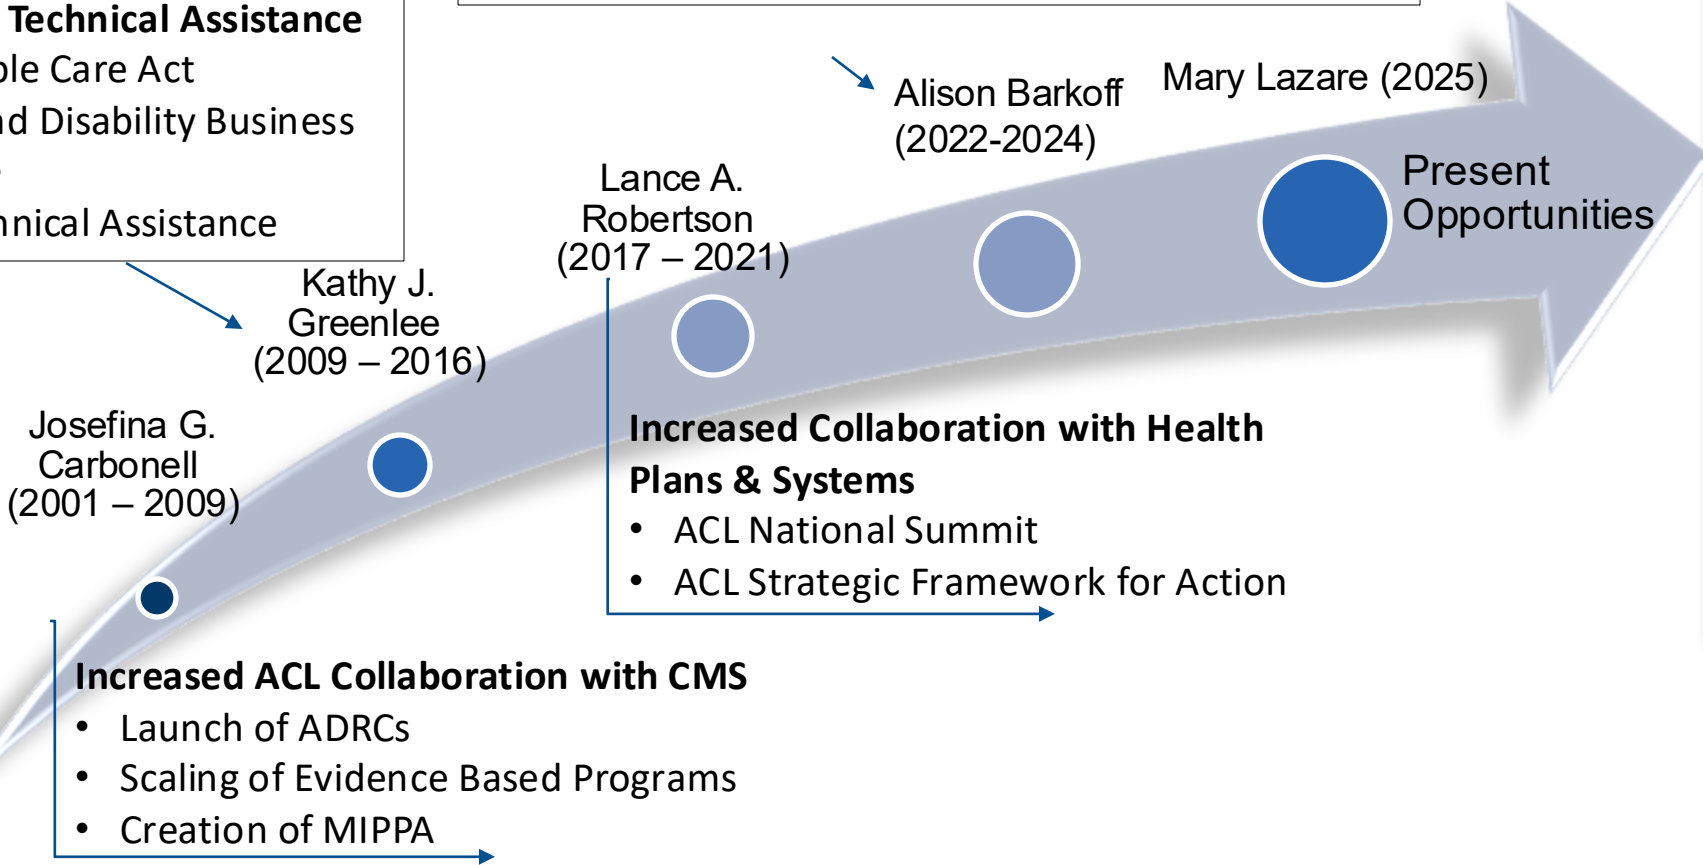 Technical Assistance
Care Act
Disability Business
Assistance
Alison Barkoff
(2022-2024)
Mary Lazare (2025)
Present
Opportunities
Lance A.
Robertson
(2017 – 2021)
Kathy J.
Greenlee
(2009 – 2016)
Josefina G.
Carbonell
(2001 – 2009)
Increased Collaboration with Health
Plans & Systems
• ACL National Summit
• ACL Strategic Framework for Action
Increased ACL Collaboration with CMS
• Launch of ADRCs
• Scaling of Evidence Based Programs
• Creation of MIPPA